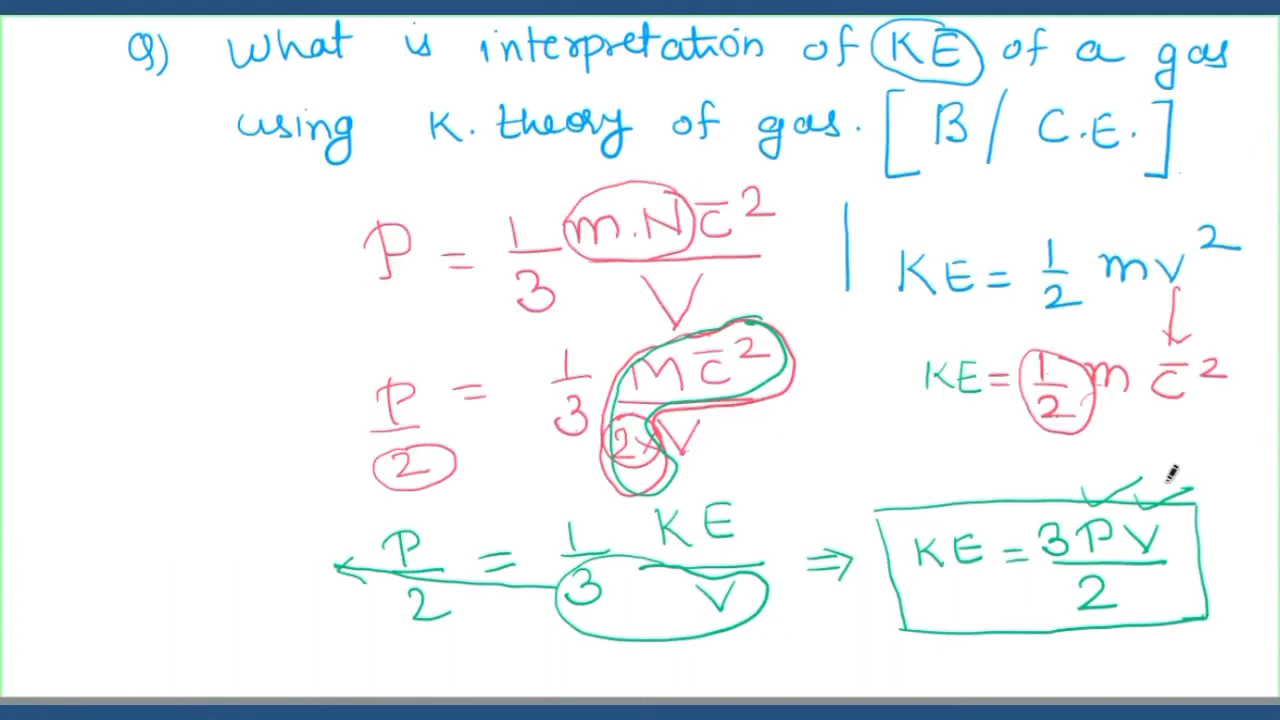 Q) What is interpretation of KE of a gas
using K. theory of gas. [B / C.E.]
P = 1/3 m.N c̅² / V
KE = 1/2 mv²
P/2 = 1/3 m c̅² / 2×V
KE = 1/2 m c̅²
P/2 = 1/3 KE/V ⇒ KE = 3PV/2